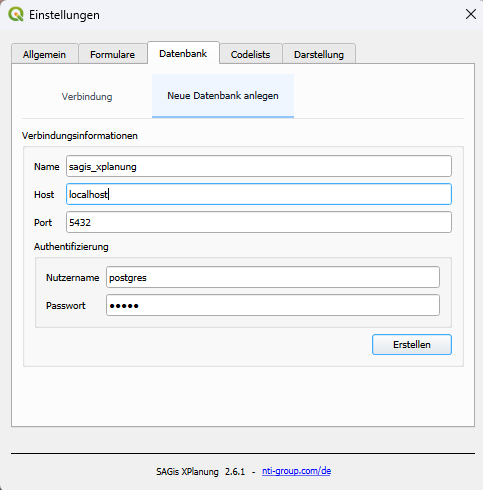 Einstellungen
Allgemein Formulare Datenbank Codelists Darstellung
Verbindung Neue Datenbank anlegen
Verbindungsinformationen
Name sagis_xplanung
Host localhost
Port 5432
Authentifizierung
Nutzername postgres
Passwort •••••
Erstellen
SAGis XPlanung 2.6.1 - nti-group.com/de